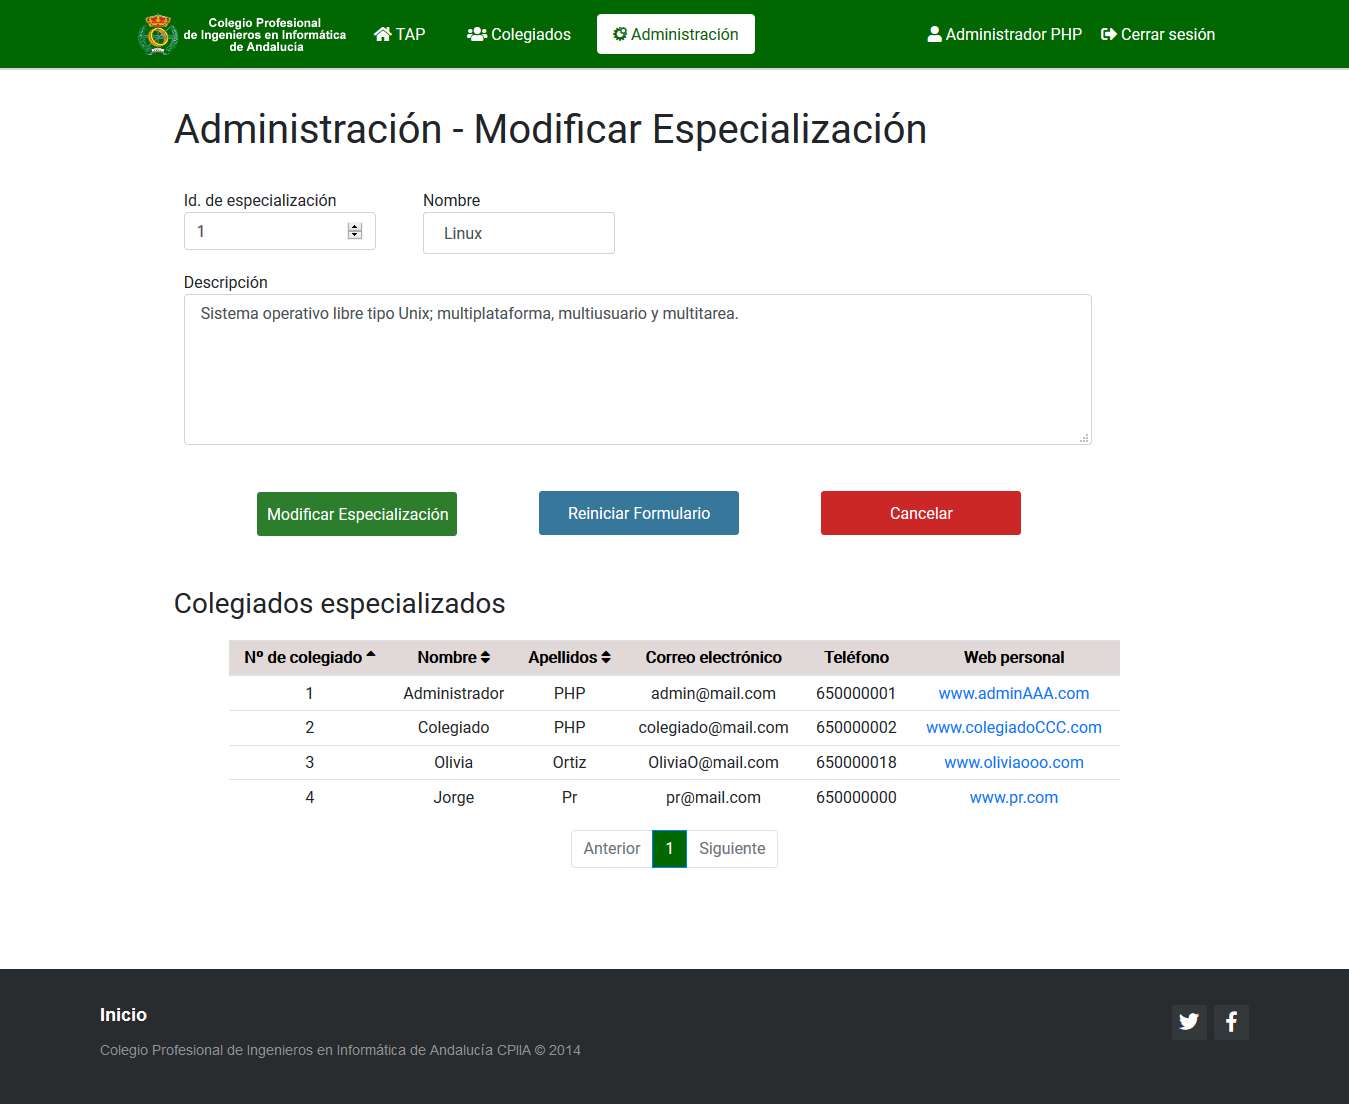 Colegio Profesional
de Ingenieros en Informática
de Andalucía
TAP
Colegiados
Administración
Administrador PHP
Cerrar sesión
Administración - Modificar Especialización
Id. de especialización
Nombre
1
Linux
Descripción
Sistema operativo libre tipo Unix; multiplataforma, multiusuario y multitarea.
Modificar Especialización
Reiniciar Formulario
Cancelar
Colegiados especializados
Nº de colegiado Nombre Apellidos Correo electrónico Teléfono Web personal
1 Administrador PHP admin@mail.com 650000001 www.adminAAA.com
2 Colegiado PHP colegiado@mail.com 650000002 www.colegiadoCCC.com
3 Olivia Ortiz OliviaO@mail.com 650000018 www.oliviaooo.com
4 Jorge Pr pr@mail.com 650000000 www.pr.com
Anterior 1 Siguiente
Inicio
Colegio Profesional de Ingenieros en Informática de Andalucía CPIIA © 2014